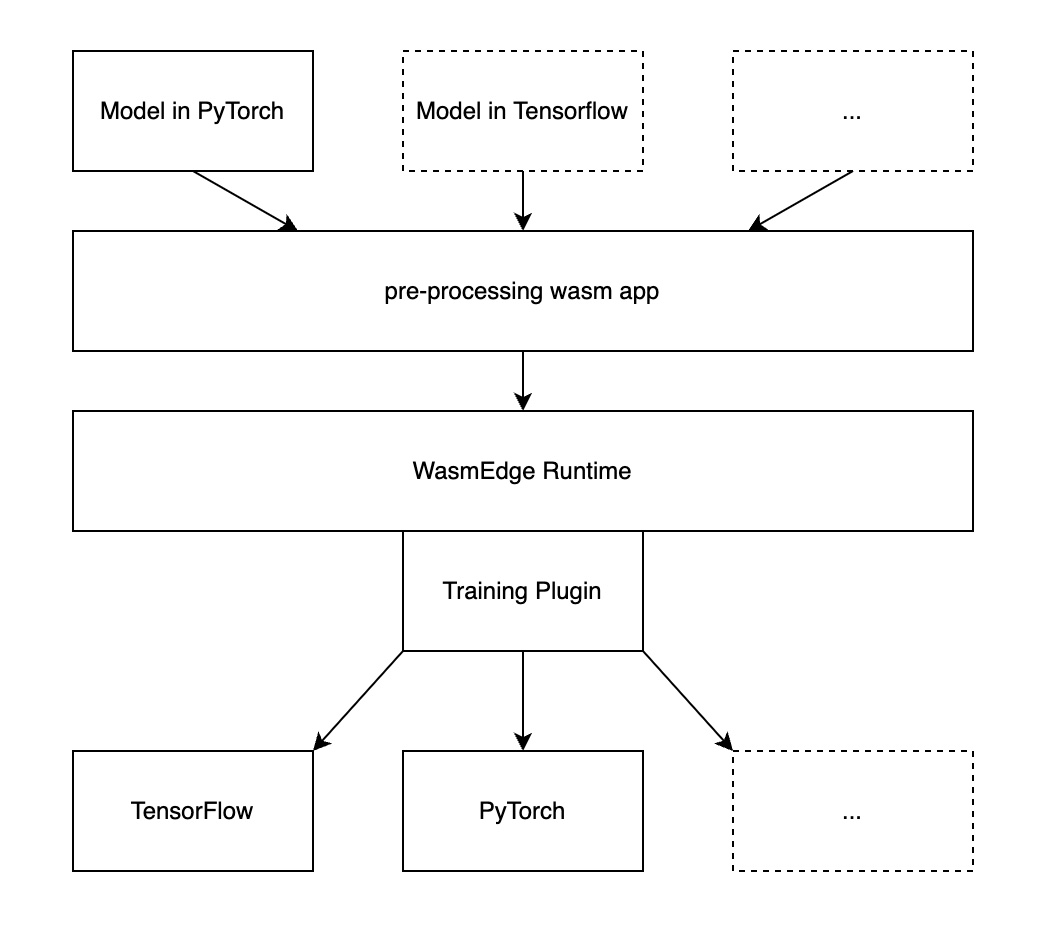 Model in PyTorch
Model in Tensorflow
...
pre-processing wasm app
WasmEdge Runtime
Training Plugin
TensorFlow
PyTorch
...